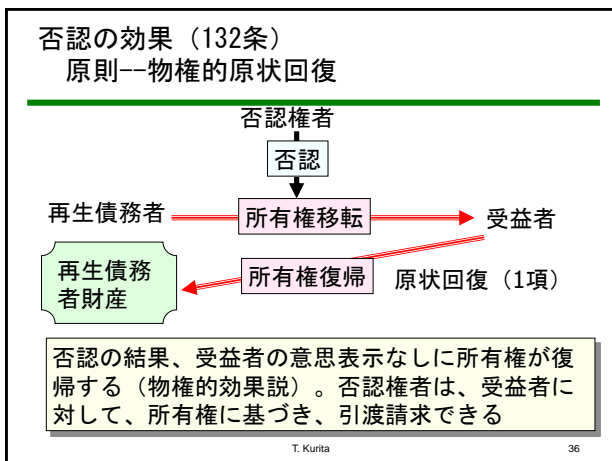 否認の効果（132条）
原則--物権的原状回復
否認権者
否認
再生債務者
所有権移転
受益者
再生債務
者財産
所有権復帰
原状回復（1項）
否認の結果、受益者の意思表示なしに所有権が復
帰する（物権的効果説）。否認権者は、受益者に
対して、所有権に基づき、引渡請求できる
T. Kurita
36